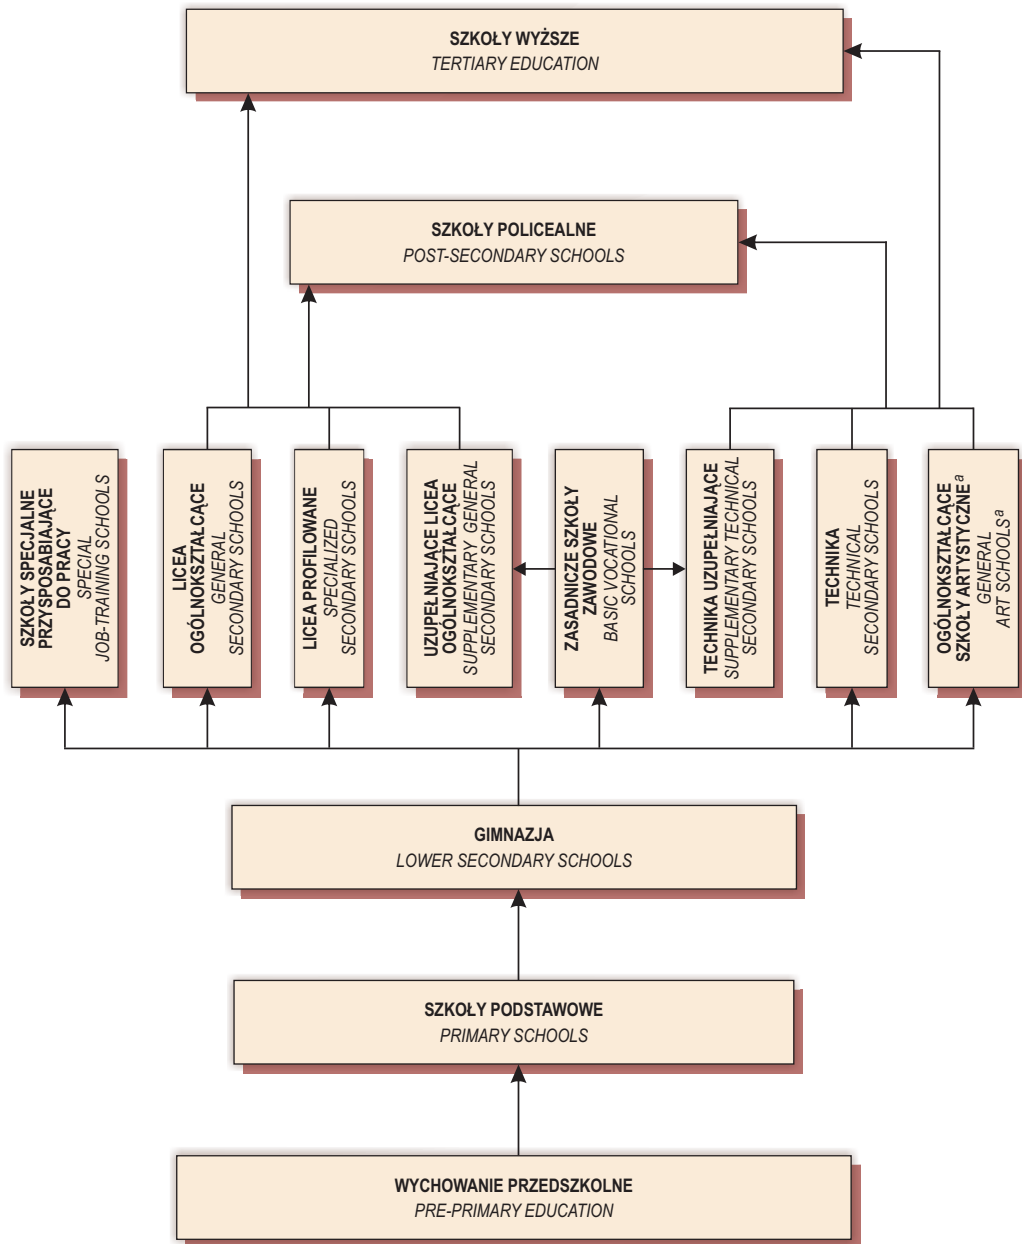 SZKOŁY WYŻSZE
TERTIARY EDUCATION
SZKOŁY POLICEALNE
POST-SECONDARY SCHOOLS
SZKOŁY SPECJALNE
PRZYSPOSABIAJĄCE
DO PRACY
SPECIAL
JOB-TRAINING SCHOOLS
LICEA
OGÓLNOKSZTAŁCĄCE
GENERAL
SECONDARY SCHOOLS
LICEA PROFILOWANE
SPECIALIZED
SECONDARY SCHOOLS
UZUPEŁNIAJĄCE LICEA
OGÓLNOKSZTAŁCĄCE
SUPPLEMENTARY GENERAL
SECONDARY SCHOOLS
ZASADNICZE SZKOŁY
ZAWODOWE
BASIC VOCATIONAL
SCHOOLS
TECHNIKA UZUPEŁNIAJĄCE
SUPPLEMENTARY TECHNICAL
SECONDARY SCHOOLS
TECHNIKA
TECHNICAL
SECONDARY SCHOOLS
OGÓLNOKSZTAŁCĄCE
SZKOŁY ARTYSTYCZNE a
GENERAL
ART SCHOOLS a
GIMNAZJA
LOWER SECONDARY SCHOOLS
SZKOŁY PODSTAWOWE
PRIMARY SCHOOLS
WYCHOWANIE PRZEDSZKOLNE
PRE-PRIMARY EDUCATION